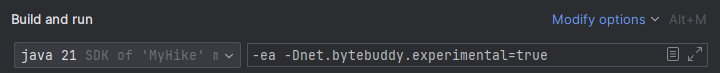 Build and run
Modify options Alt+M
java 21 SDK of 'MyHike' m
-ea -Dnet.bytebuddy.experimental=true